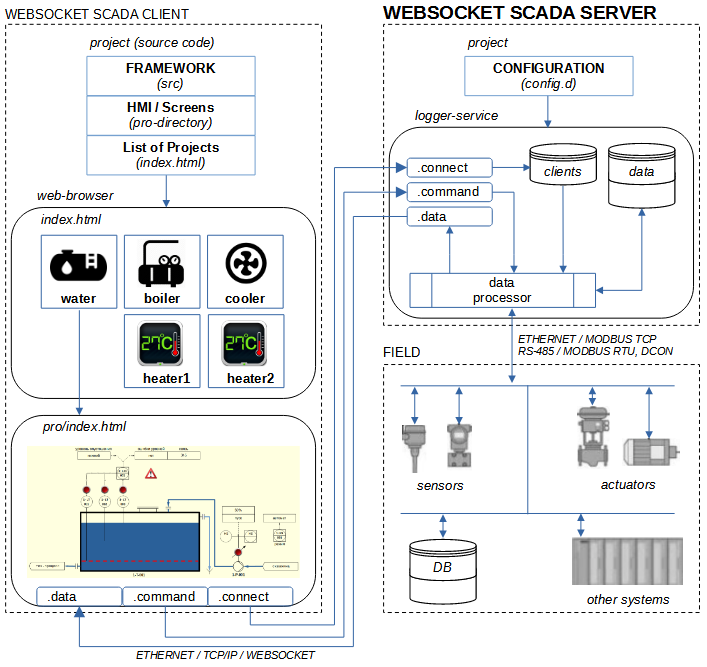 WEBSOCKET SCADA CLIENT
project (source code)
FRAMEWORK
(src)
HMI / Screens
(pro-directory)
List of Projects
(index.html)
web-browser
index.html
water
boiler
cooler
27°C
27°C
heater1
heater2
pro/index.html
.data
.command
.connect
ETHERNET / TCP/IP / WEBSOCKET
WEBSOCKET SCADA SERVER
project
CONFIGURATION
(config.d)
logger-service
.connect
.command
.data
clients
data
data
processor
ETHERNET / MODBUS TCP
RS-485 / MODBUS RTU, DCON
FIELD
sensors
actuators
DB
other systems